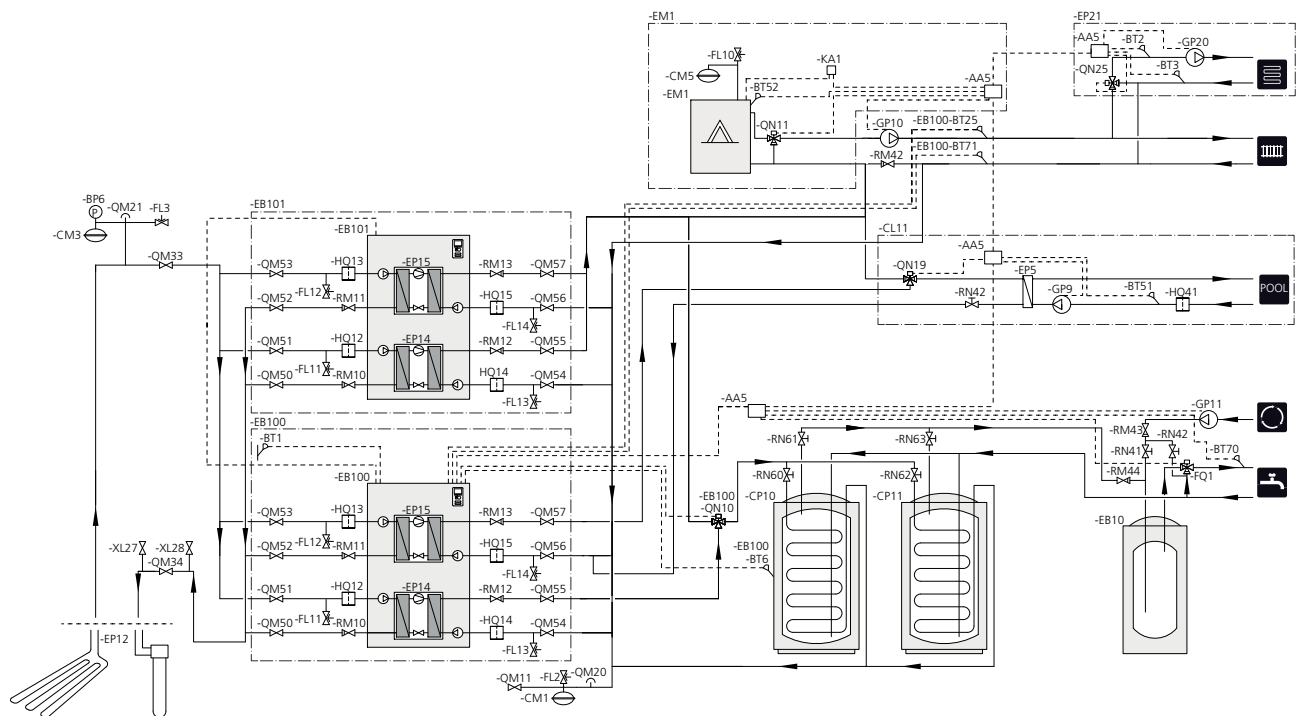 -EM1
-EP21
-FL10
-CM5
-EM1
-KA1
-BT52
-QN11
-AA5
-GP10
-RM42
-EB100-BT25
-EB100-BT71
-AA5
-BT2
-GP20
-BT3
-QN25
-BP6
P
-QM21
-FL3
-CM3
-QM33
-EB101
-EB101
-QM53
-HQ13
-EP15
-RM13
-QM57
-FL12
-QM52
-RM11
-HQ15
-QM56
-FL14
-QM51
-HQ12
-EP14
-RM12
-QM55
-FL11
-QM50
-RM10
HQ14
-QM54
-FL13
-CL11
-AA5
-QN19
-EP5
-RN42
-GP9
-BT51
-HQ41
POOL
-EB100
-BT1
-EB100
-QM53
-HQ13
-EP15
-RM13
-QM57
-FL12
-QM52
-RM11
-HQ15
-QM56
-FL14
-QM51
-HQ12
-EP14
-RM12
-QM55
-FL11
-QM50
-RM10
-HQ14
-QM54
-FL13
-AA5
-GP11
-RN61
-RN63
-RM43
-RN42
-RN41
-BT70
-RN60
-RN62
-RM44
-FQ1
-EB100
-QN10
-CP10
-CP11
-EB10
-EB100
-BT6
-XL27
-XL28
-QM34
-EP12
-QM11
-FL2
-QM20
-CM1